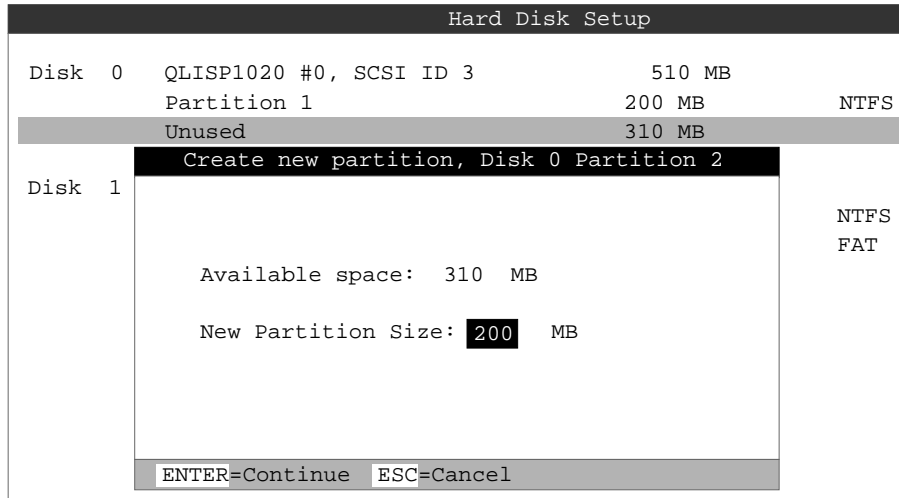 Hard Disk Setup
Disk 0 QLISP1020 #0, SCSI ID 3 510 MB
Partition 1 200 MB NTFS
Unused 310 MB
Create new partition, Disk 0 Partition 2
Disk 1
NTFS
FAT
Available space: 310 MB
New Partition Size: 200 MB
ENTER=Continue ESC=Cancel